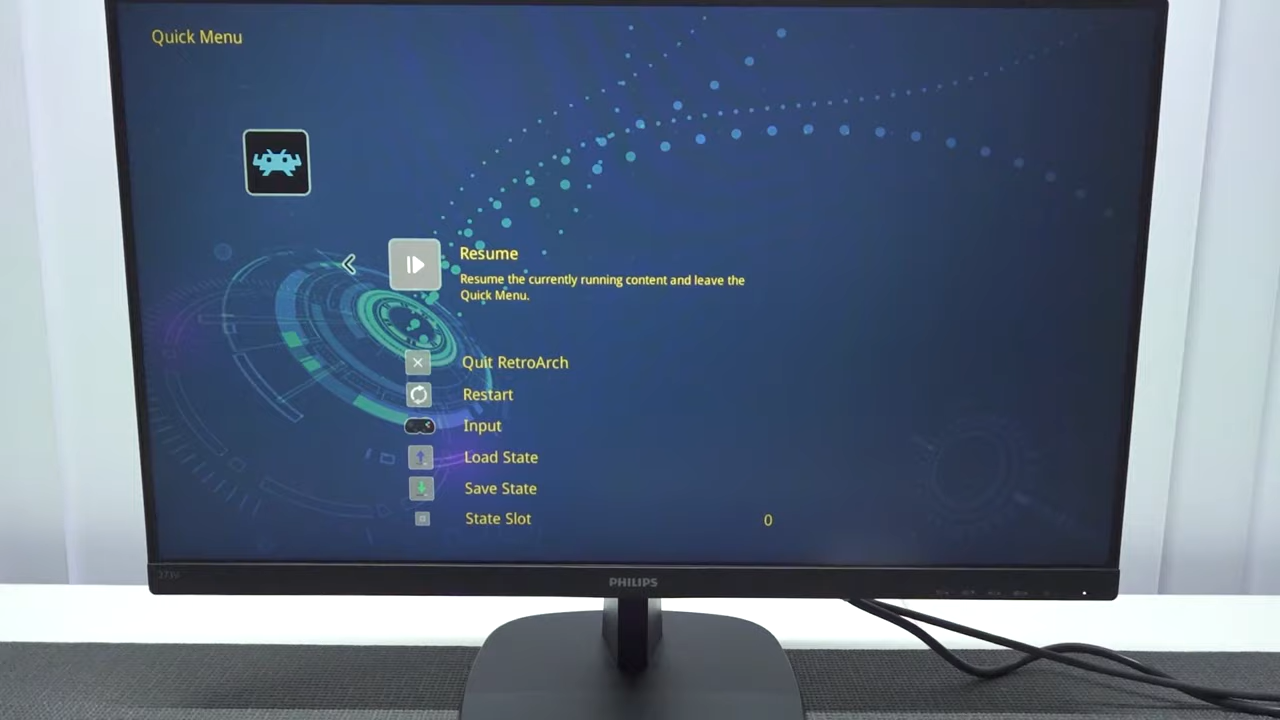 Quick Menu
Resume
Resume the currently running content and leave the
Quick Menu.
Quit RetroArch
Restart
Input
Load State
Save State
State Slot 0
PHILIPS